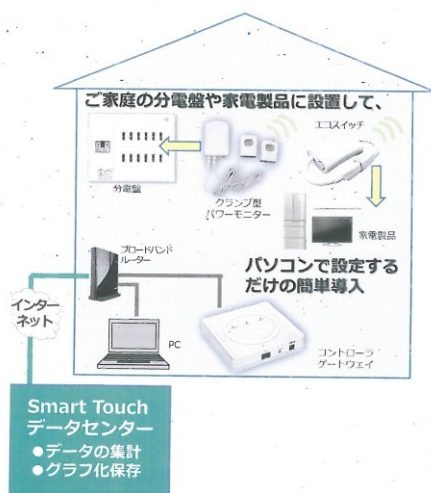 ご家庭の分電盤や家電製品に設置して、
エコスイッチ
分電盤
クランプ型
パワーモニター
家電製品
ブロードバンド
ルーター
パソコンで設定する
だけの簡単導入
インター
ネット
PC
コントローラ
ゲートウェイ
Smart Touch
データセンター
●データの集計
●グラフ化保存